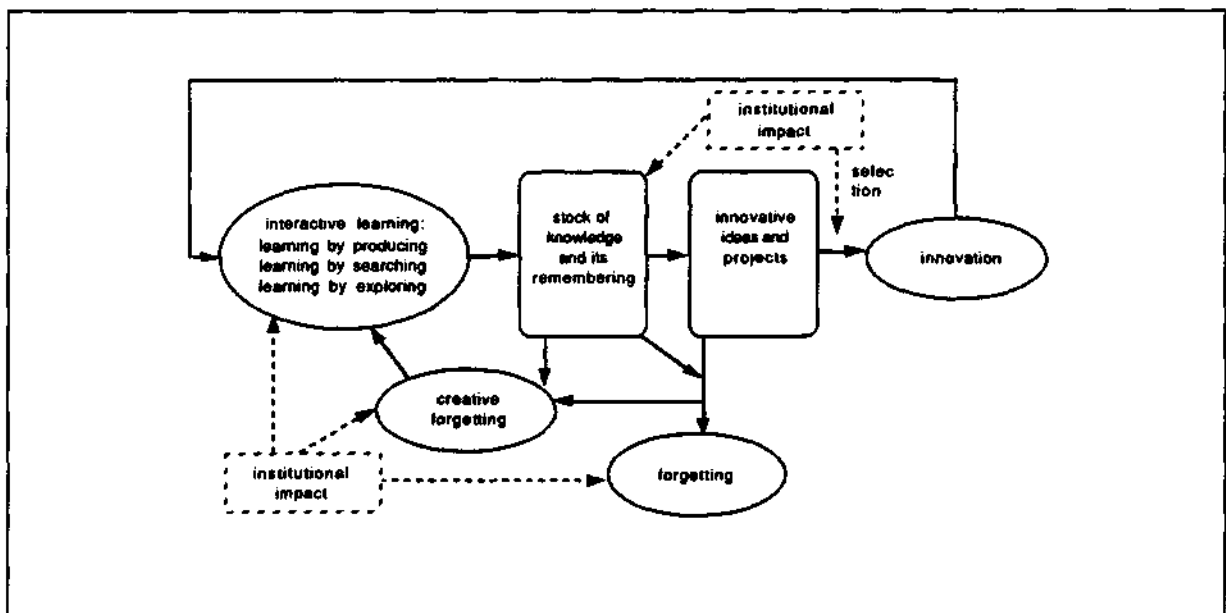 institutional
impact
selec
tion
interactive learning:
learning by producing
learning by searching
learning by exploring
stock of
knowledge
and its
remembering
innovative
ideas and
projects
innovation
creative
forgetting
institutional
impact
forgetting